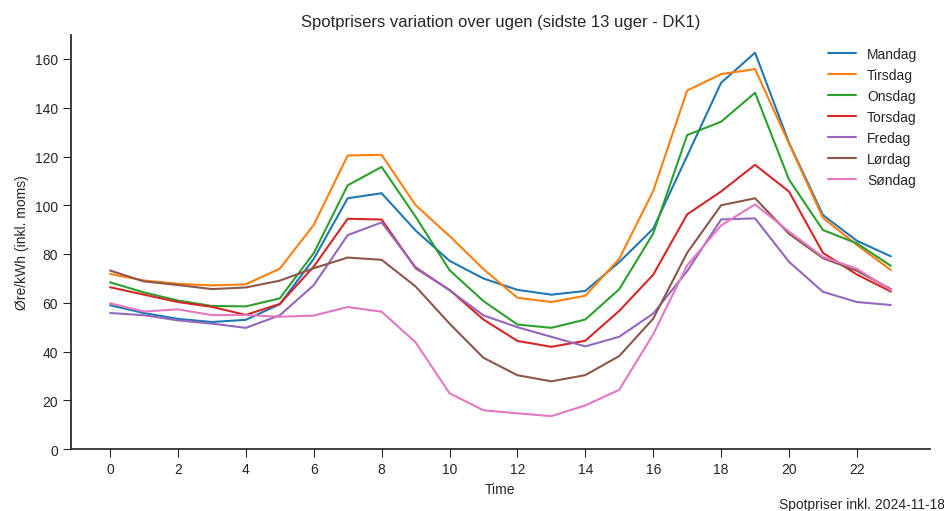 Spotprisers variation over ugen (sidste 13 uger - DK1)
Øre/kWh (inkl. moms)
160
140
120
100
80
60
40
20
0
Mandag
Tirsdag
Onsdag
Torsdag
Fredag
Lørdag
Søndag
0 2 4 6 8 10 12 14 16 18 20 22
Time
Spotpriser inkl. 2024-11-18